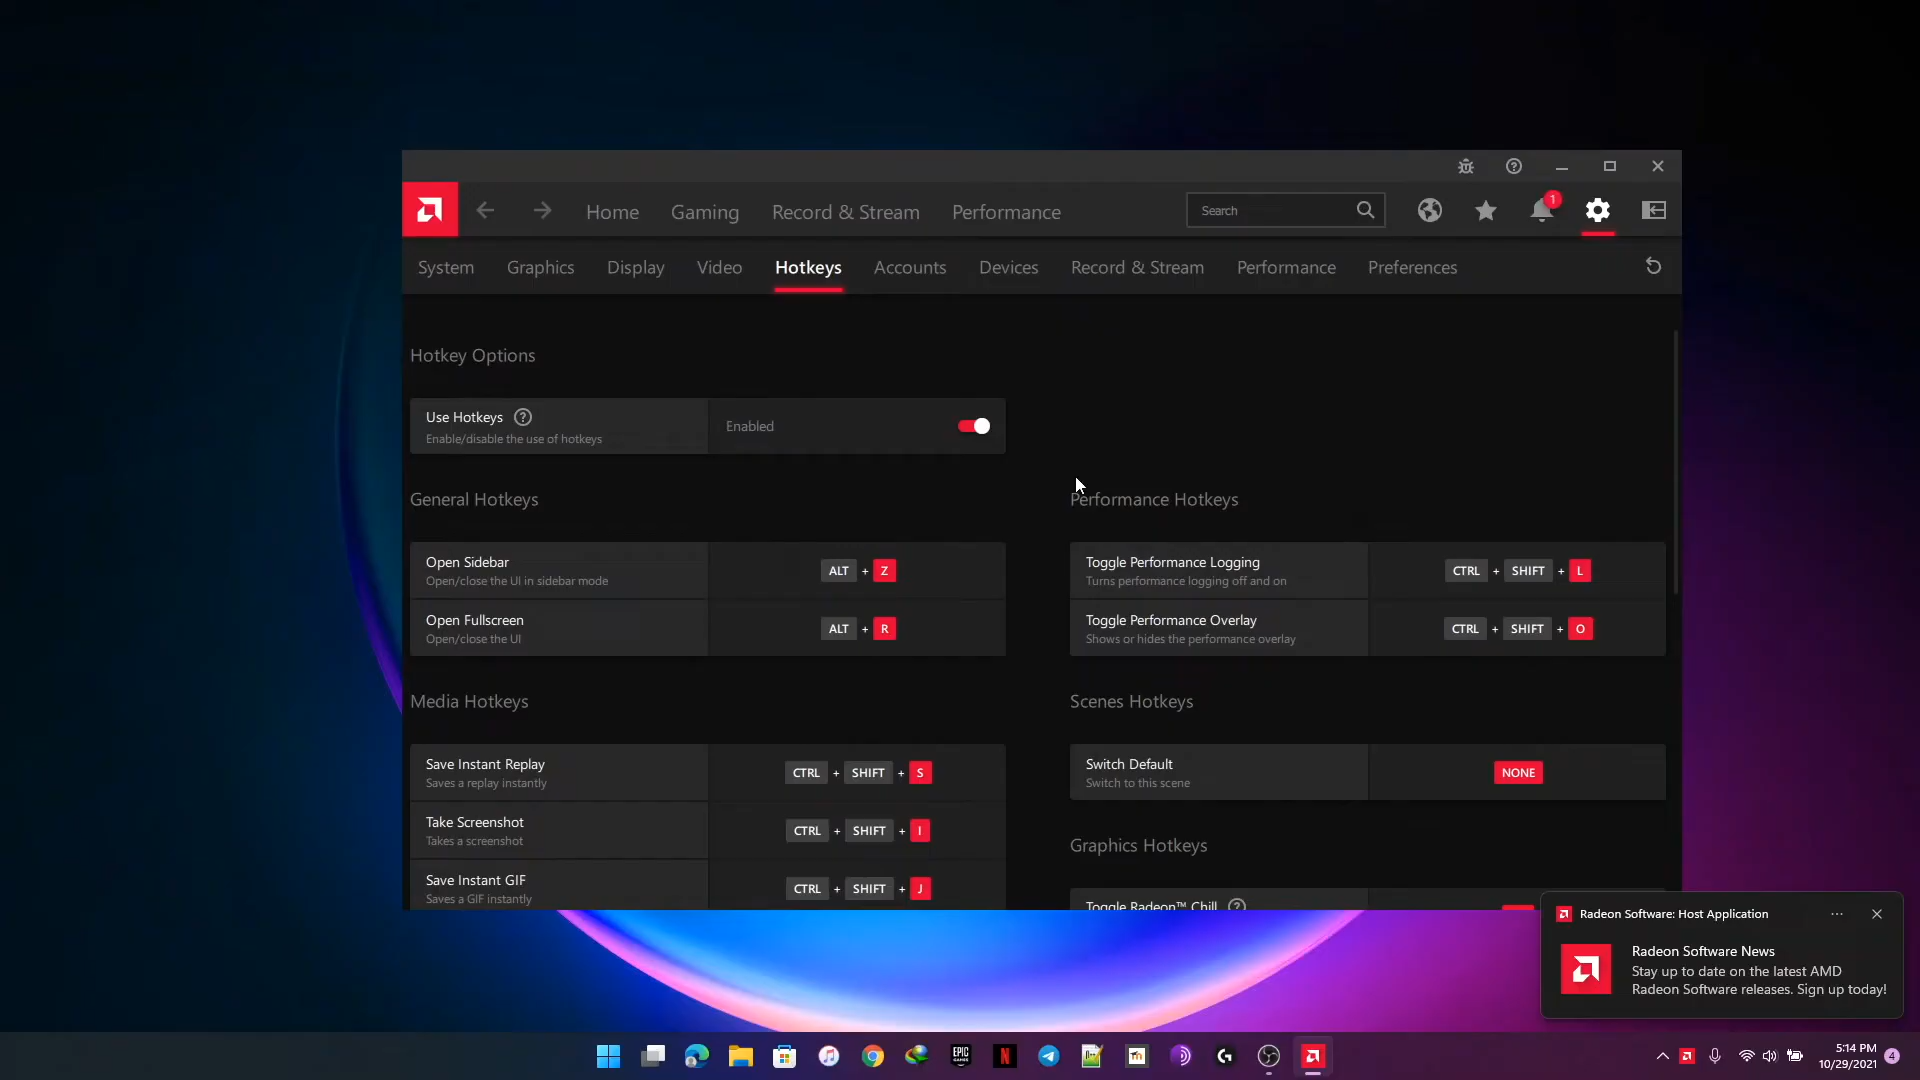 Home
Gaming
Record & Stream
Performance
Search
1
System
Graphics
Display
Video
Hotkeys
Accounts
Devices
Record & Stream
Performance
Preferences
Hotkey Options
Use Hotkeys
Enable/disable the use of hotkeys
Enabled
General Hotkeys
Open Sidebar
Open/close the UI in sidebar mode
ALT + Z
Open Fullscreen
Open/close the UI
ALT + R
Performance Hotkeys
Toggle Performance Logging
Turns performance logging off and on
CTRL + SHIFT + L
Toggle Performance Overlay
Shows or hides the performance overlay
CTRL + SHIFT + O
Media Hotkeys
Save Instant Replay
Saves a replay instantly
CTRL + SHIFT + S
Take Screenshot
Takes a screenshot
CTRL + SHIFT + I
Save Instant GIF
Saves a GIF instantly
CTRL + SHIFT + J
Scenes Hotkeys
Switch Default
Switch to this scene
NONE
Graphics Hotkeys
Toggle Radeon™ Chill
Radeon Software: Host Application
Radeon Software News
Stay up to date on the latest AMD
Radeon Software releases. Sign up today!
EPIC
GAMES
N
5:14 PM
10/29/2021
4